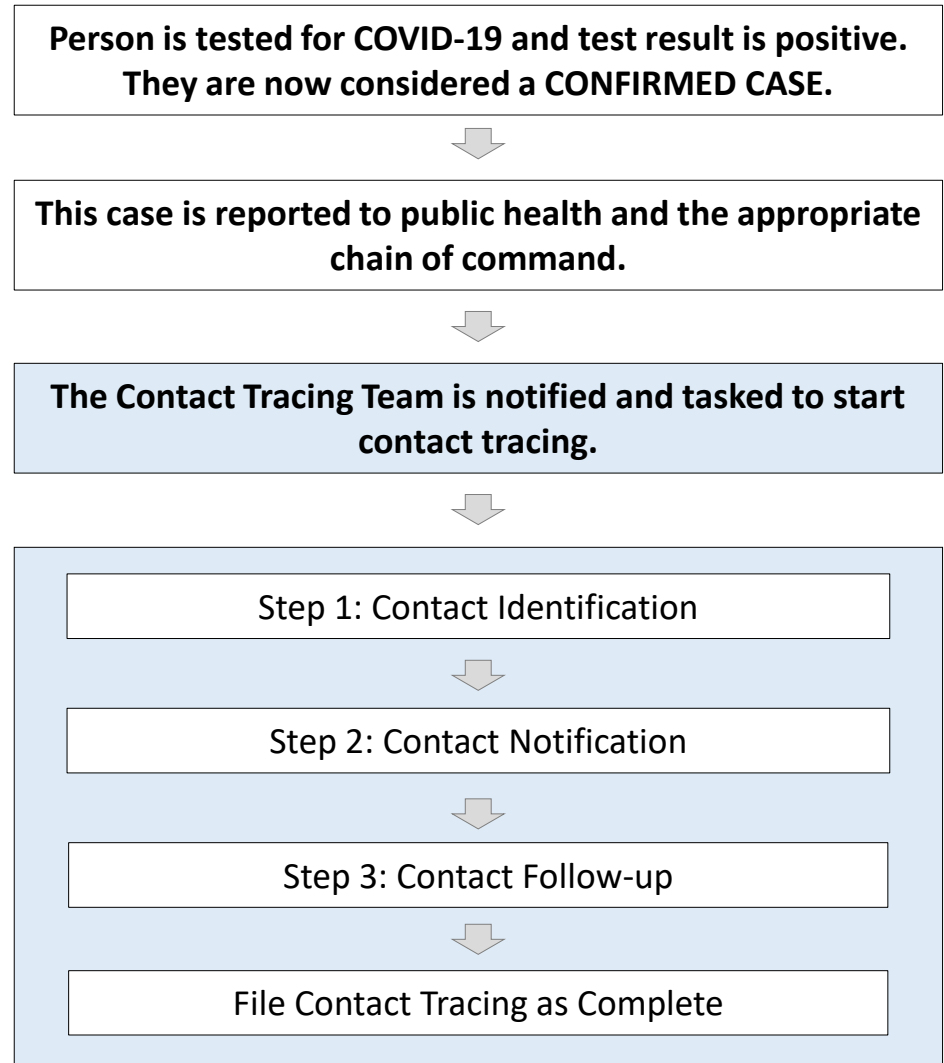 Person is tested for COVID-19 and test result is positive.
They are now considered a CONFIRMED CASE.
This case is reported to public health and the appropriate
chain of command.
The Contact Tracing Team is notified and tasked to start
contact tracing.
Step 1: Contact Identification
Step 2: Contact Notification
Step 3: Contact Follow-up
File Contact Tracing as Complete